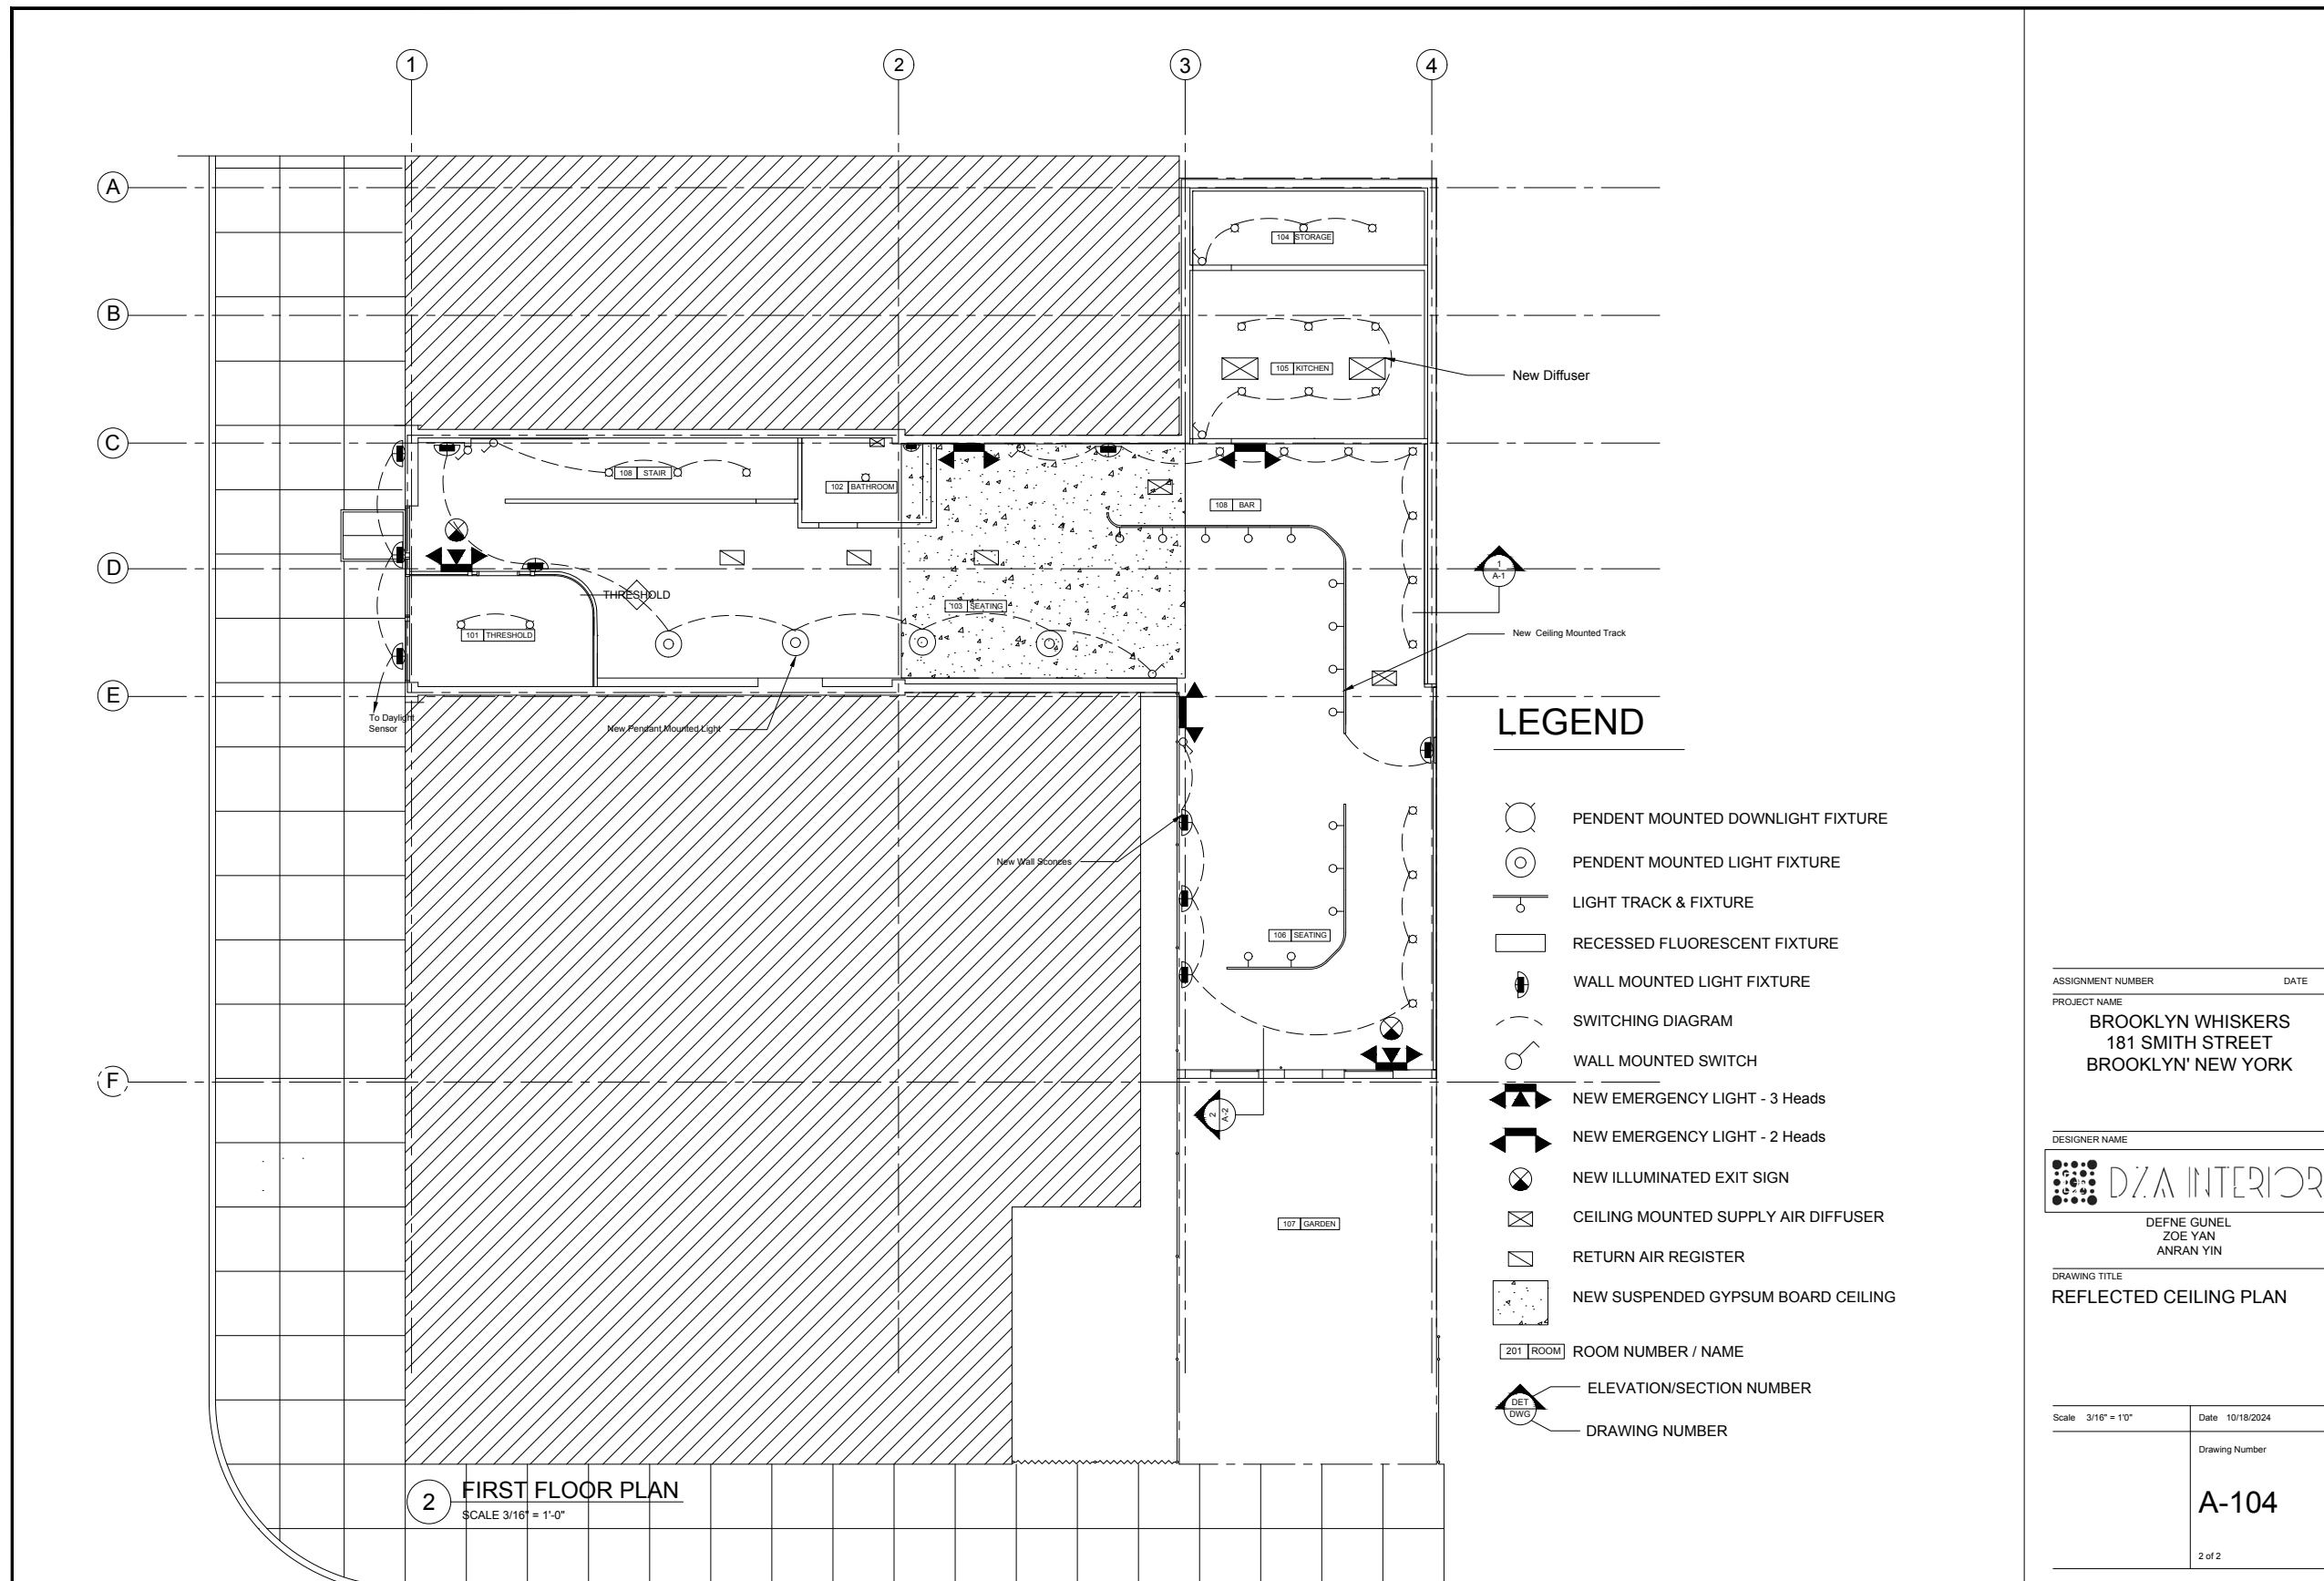 1
2
3
4
A
B
C
D
E
F
104 STORAGE
105 KITCHEN
New Diffuser
108 STAIR
102 BATHROOM
108 BAR
1
A-1
THRESHOLD
103 SEATING
101 THRESHOLD
New Ceiling Mounted Track
To Daylight
Sensor
New Pendant Mounted Light
New Wall Sconces
106 SEATING
2
A-2
107 GARDEN
2
FIRST FLOOR PLAN
SCALE 3/16" = 1'-0"
LEGEND
PENDENT MOUNTED DOWNLIGHT FIXTURE
PENDENT MOUNTED LIGHT FIXTURE
LIGHT TRACK & FIXTURE
RECESSED FLUORESCENT FIXTURE
WALL MOUNTED LIGHT FIXTURE
SWITCHING DIAGRAM
WALL MOUNTED SWITCH
NEW EMERGENCY LIGHT - 3 Heads
NEW EMERGENCY LIGHT - 2 Heads
NEW ILLUMINATED EXIT SIGN
CEILING MOUNTED SUPPLY AIR DIFFUSER
RETURN AIR REGISTER
NEW SUSPENDED GYPSUM BOARD CEILING
201 ROOM ROOM NUMBER / NAME
DET
DWG
ELEVATION/SECTION NUMBER
DRAWING NUMBER
ASSIGNMENT NUMBER DATE
PROJECT NAME
BROOKLYN WHISKERS
181 SMITH STREET
BROOKLYN' NEW YORK
DESIGNER NAME
DZA INTERIOR
DEFNE GUNEL
ZOE YAN
ANRAN YIN
DRAWING TITLE
REFLECTED CEILING PLAN
Scale 3/16" = 1'0"
Date 10/18/2024
Drawing Number
A-104
2 of 2